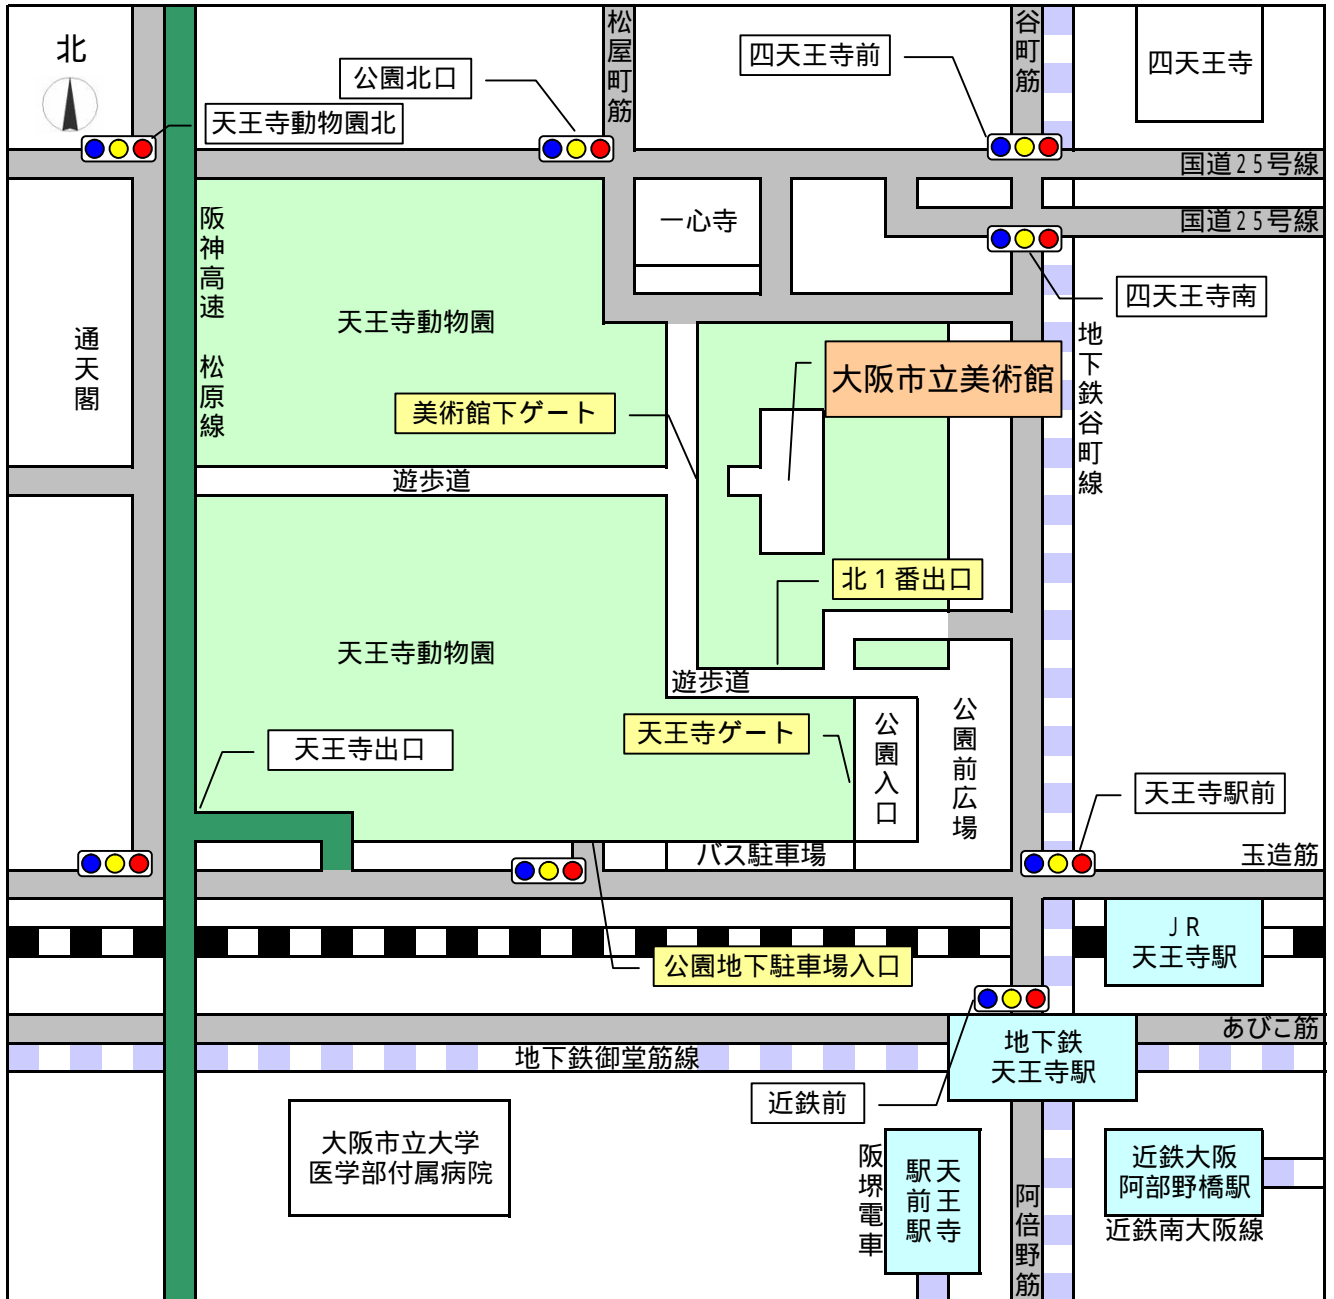 北
松屋町筋
谷町筋
四天王寺前
四天王寺
公園北口
天王寺動物園北
国道25号線
国道25号線
一心寺
阪神高速 松原線
四天王寺南
天王寺動物園
通天閣
地下鉄谷町線
大阪市立美術館
美術館下ゲート
遊歩道
北1番出口
天王寺動物園
遊歩道
公園入口
公園前広場
天王寺ゲート
天王寺出口
天王寺駅前
バス駐車場
玉造筋
JR
天王寺駅
公園地下駐車場入口
あびこ筋
地下鉄
天王寺駅
地下鉄御堂筋線
近鉄前
大阪市立大学
医学部付属病院
阪堺電車
天王寺
駅前駅
阿倍野筋
近鉄大阪
阿部野橋駅
近鉄南大阪線